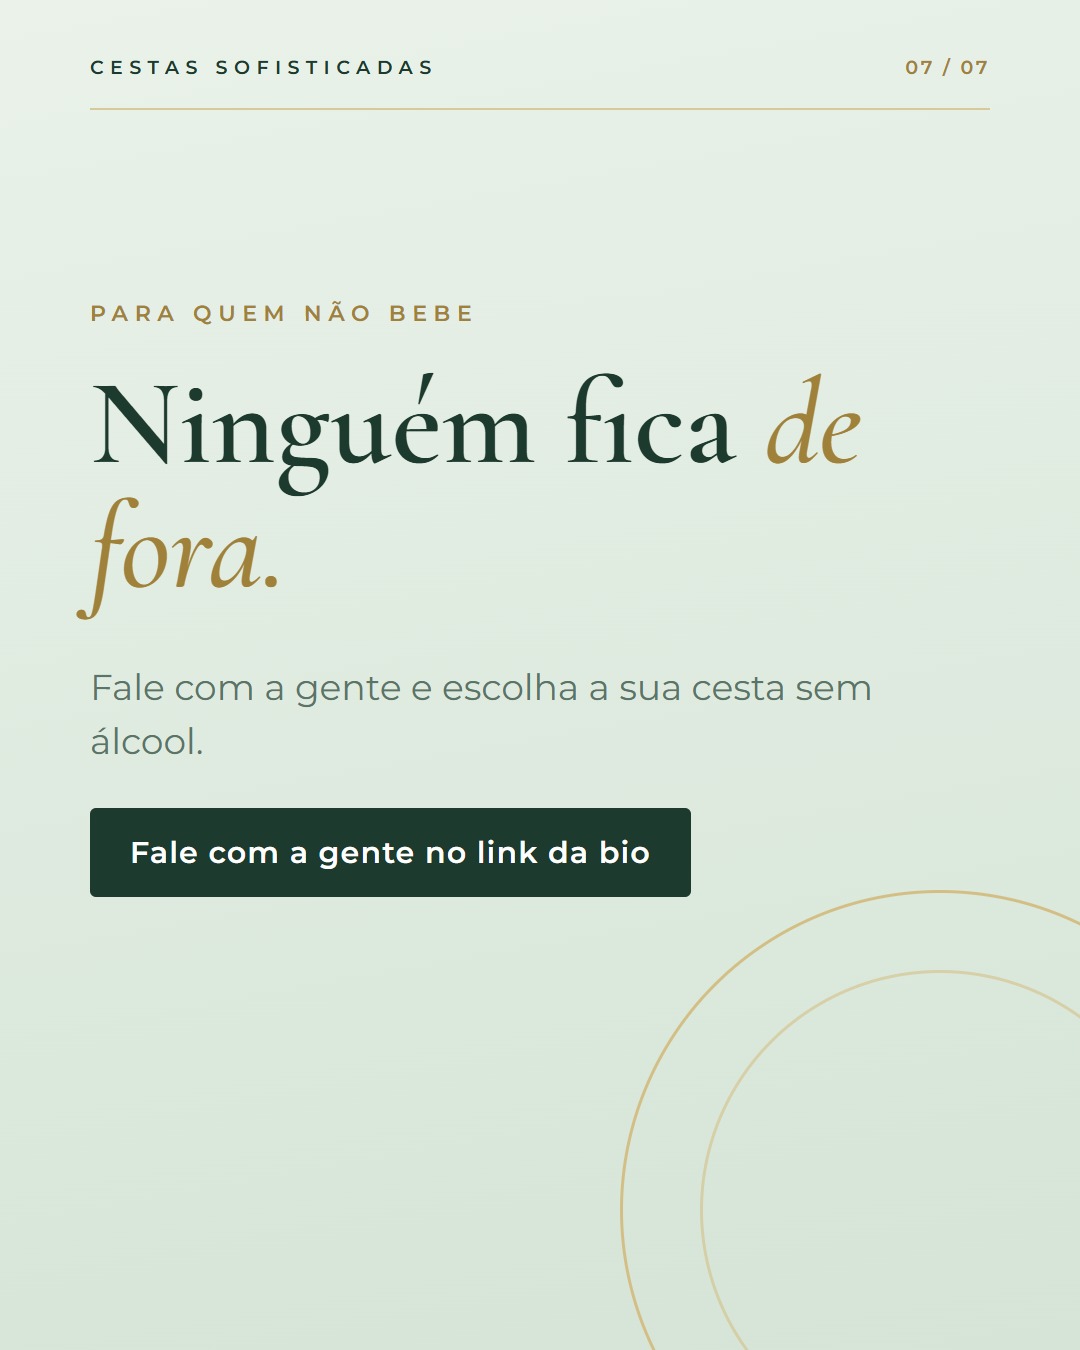 CESTAS SOFISTICADAS
07 / 07
PARA QUEM NÃO BEBE
Ninguém fica de
fora.
Fale com a gente e escolha a sua cesta sem
álcool.
Fale com a gente no link da bio